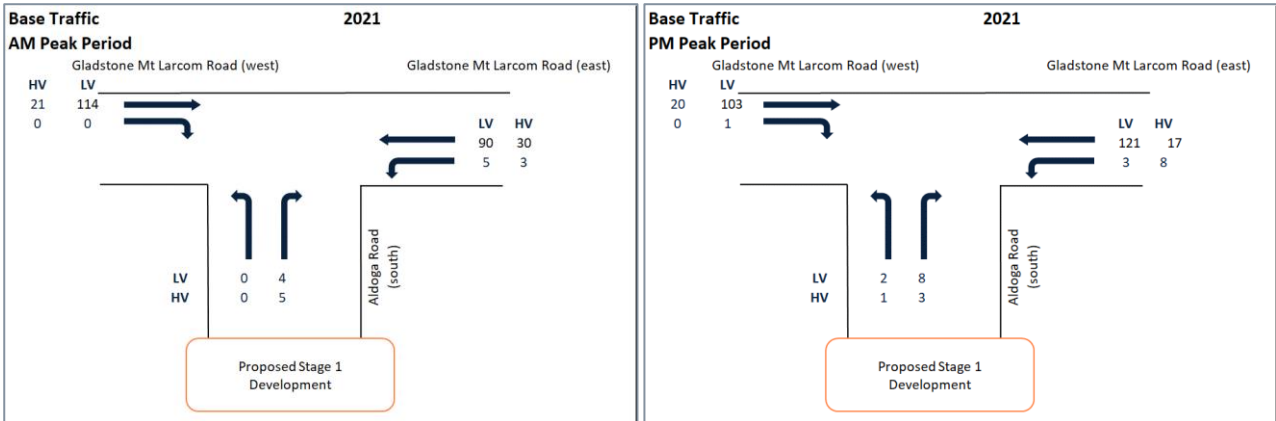 Base Traffic 2021
AM Peak Period
Gladstone Mt Larcom Road (west) Gladstone Mt Larcom Road (east)
HV LV
21 114
0 0
LV HV
90 30
5 3
Aldoga Road
(south)
LV 0 4
HV 0 5
Proposed Stage 1
Development
Base Traffic 2021
PM Peak Period
Gladstone Mt Larcom Road (west) Gladstone Mt Larcom Road (east)
HV LV
20 103
0 1
LV HV
121 17
3 8
Aldoga Road
(south)
LV 2 8
HV 1 3
Proposed Stage 1
Development